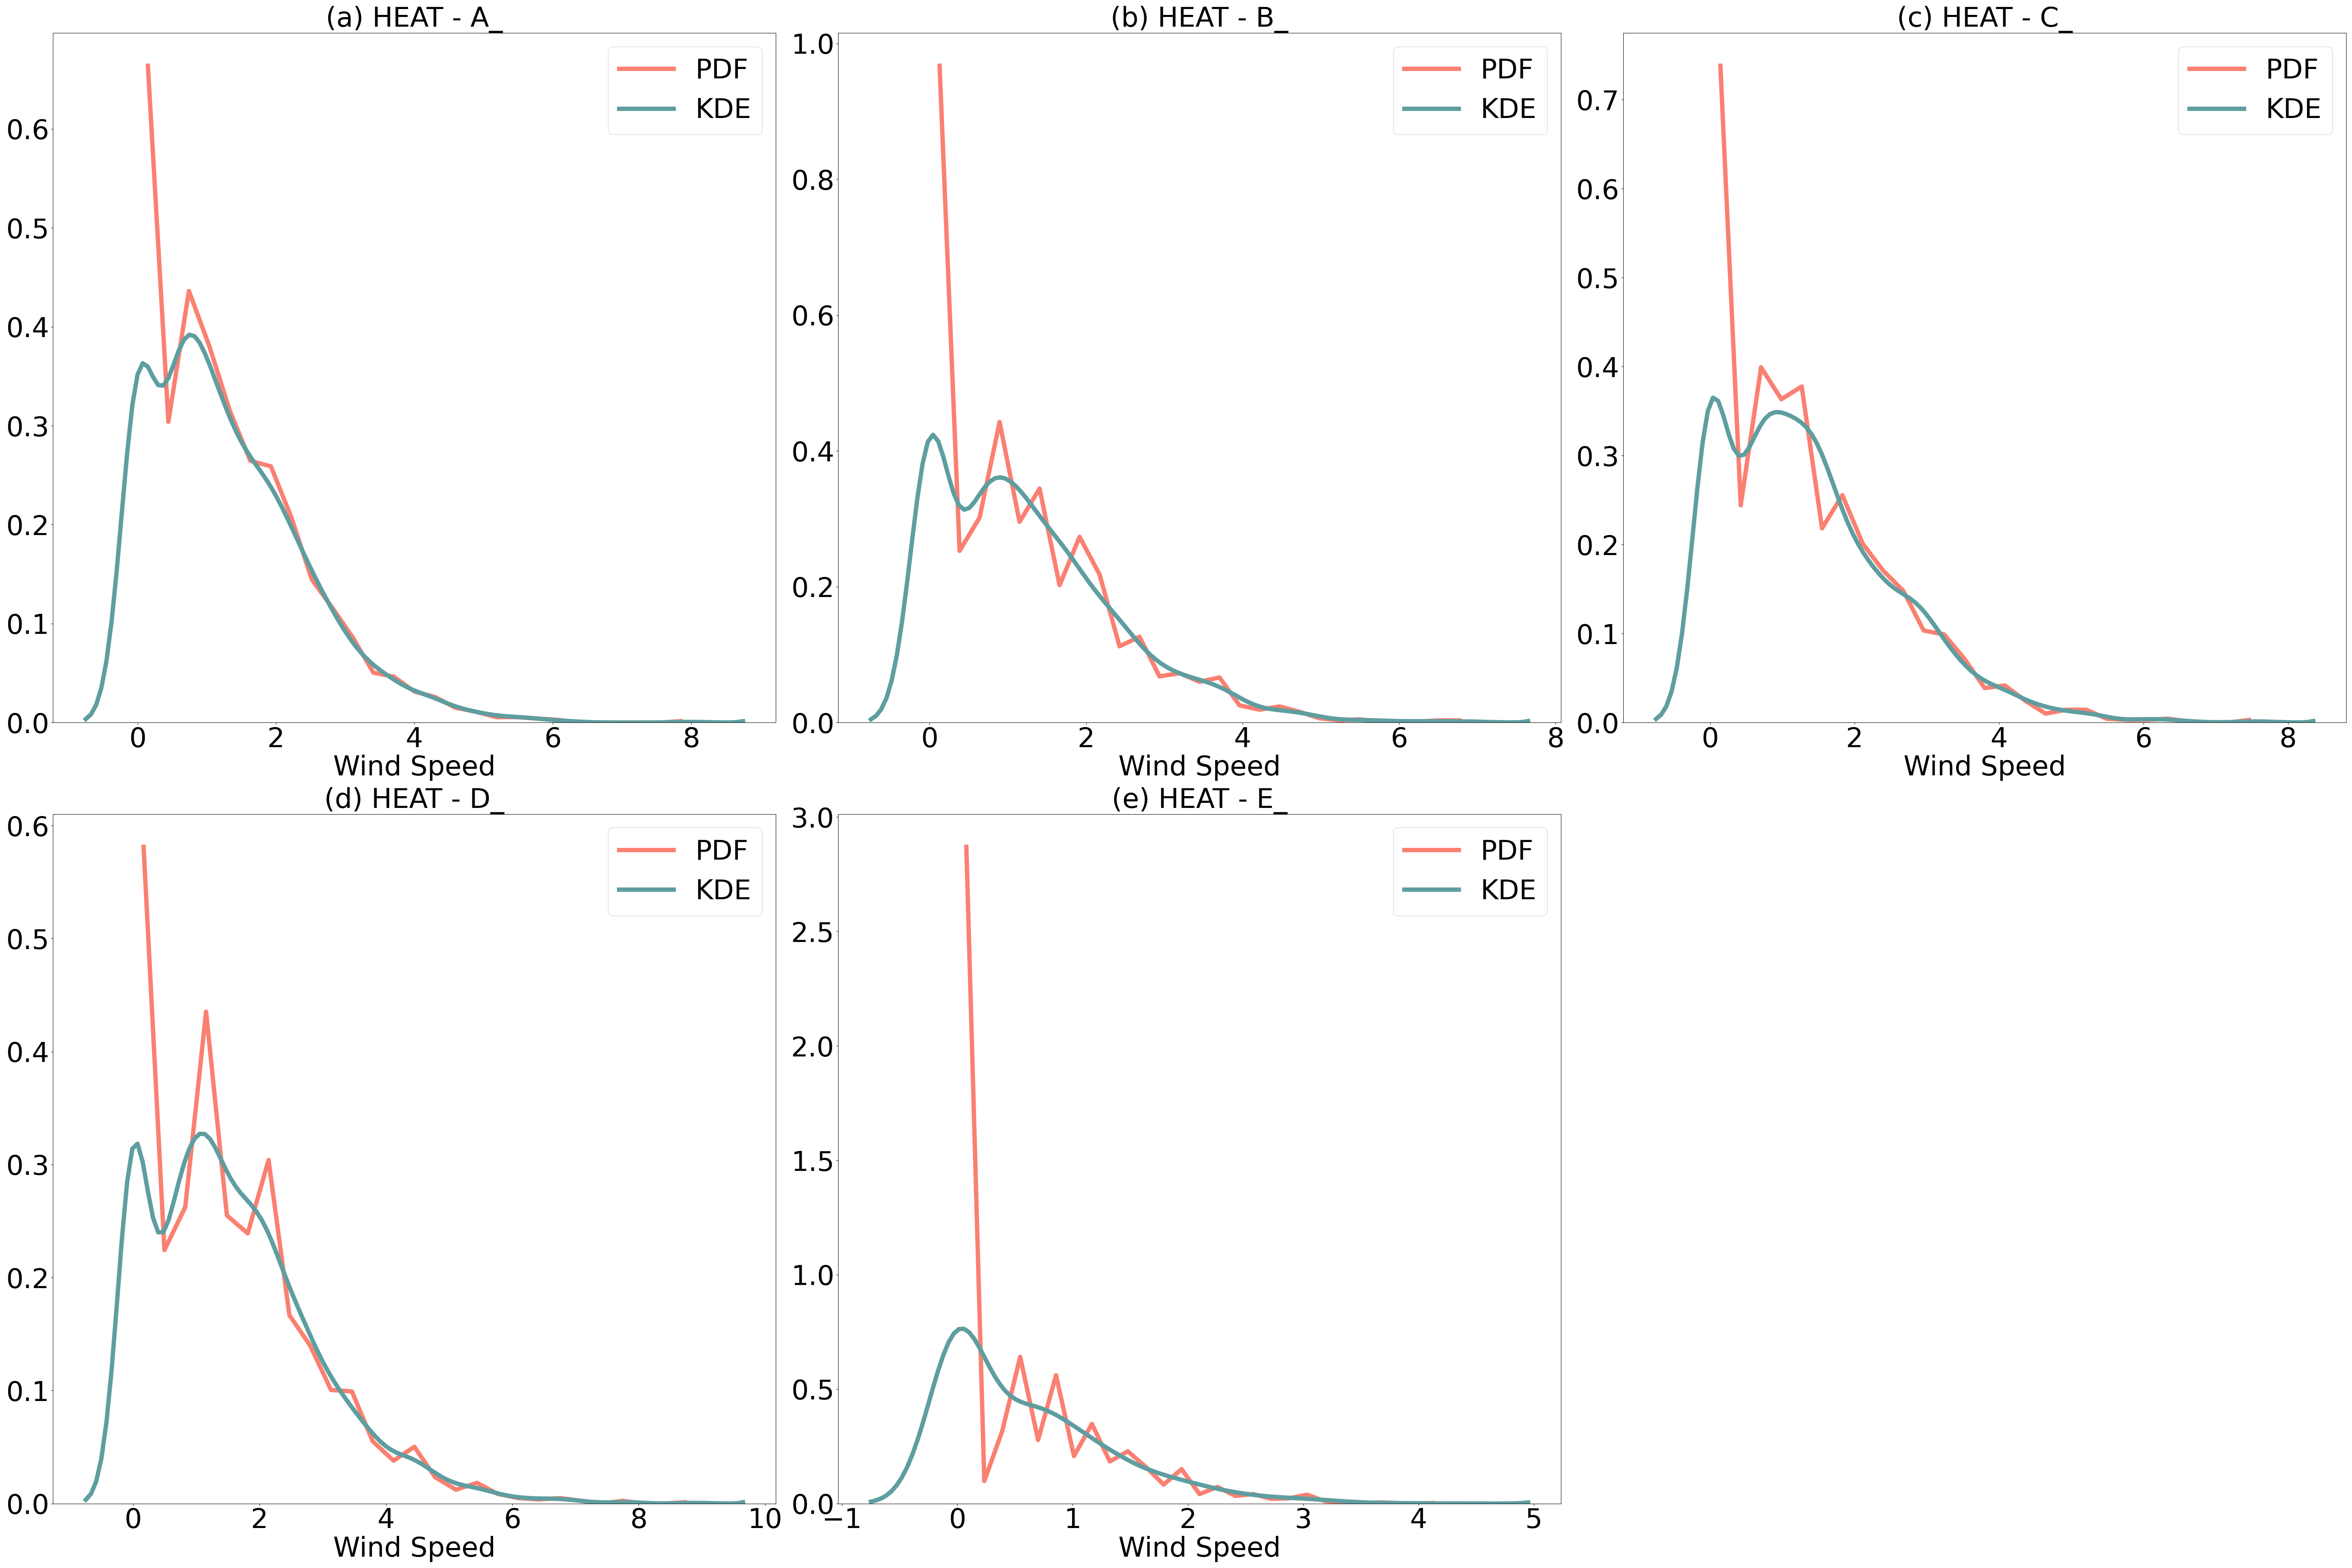 (a) HEAT - A_
PDF
KDE
0.6
0.5
0.4
0.3
0.2
0.1
0.0
0 2 4 6 8
Wind Speed
(b) HEAT - B_
PDF
KDE
1.0
0.8
0.6
0.4
0.2
0.0
0 2 4 6 8
Wind Speed
(c) HEAT - C_
PDF
KDE
0.7
0.6
0.5
0.4
0.3
0.2
0.1
0.0
0 2 4 6 8
Wind Speed
(d) HEAT - D_
PDF
KDE
0.6
0.5
0.4
0.3
0.2
0.1
0.0
0 2 4 6 8 10
Wind Speed
(e) HEAT - E_
PDF
KDE
3.0
2.5
2.0
1.5
1.0
0.5
0.0
−1 0 1 2 3 4 5
Wind Speed